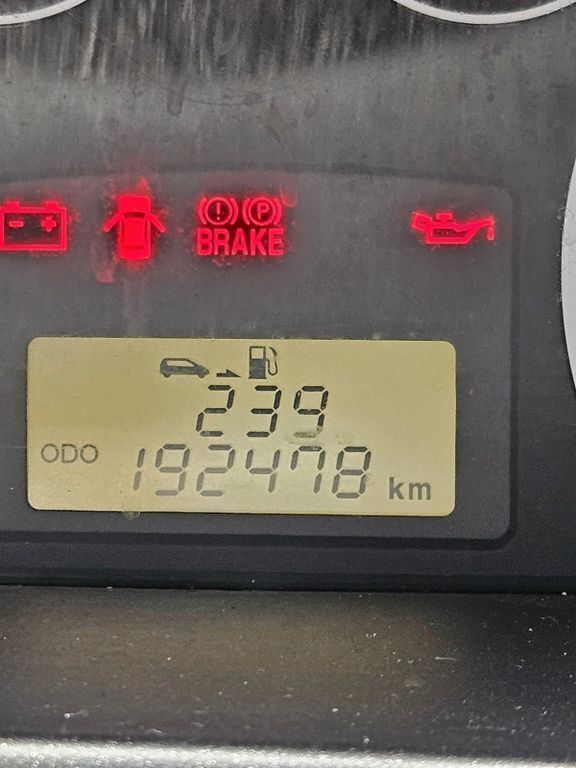 (!) (P)
BRAKE
239
ODO 192478 km